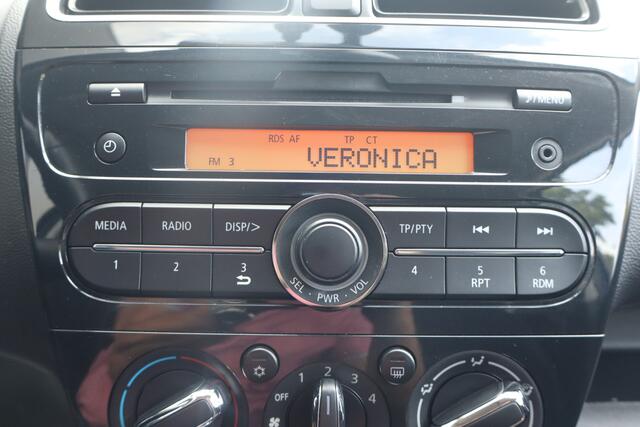 ♪/MENU
RDS AF TP CT
FM 3 VERONICA
MEDIA RADIO DISP/> TP/PTY
1 2 3 4 5 6
RPT RDM
SEL · PWR · VOL
OFF 1 2 3 4